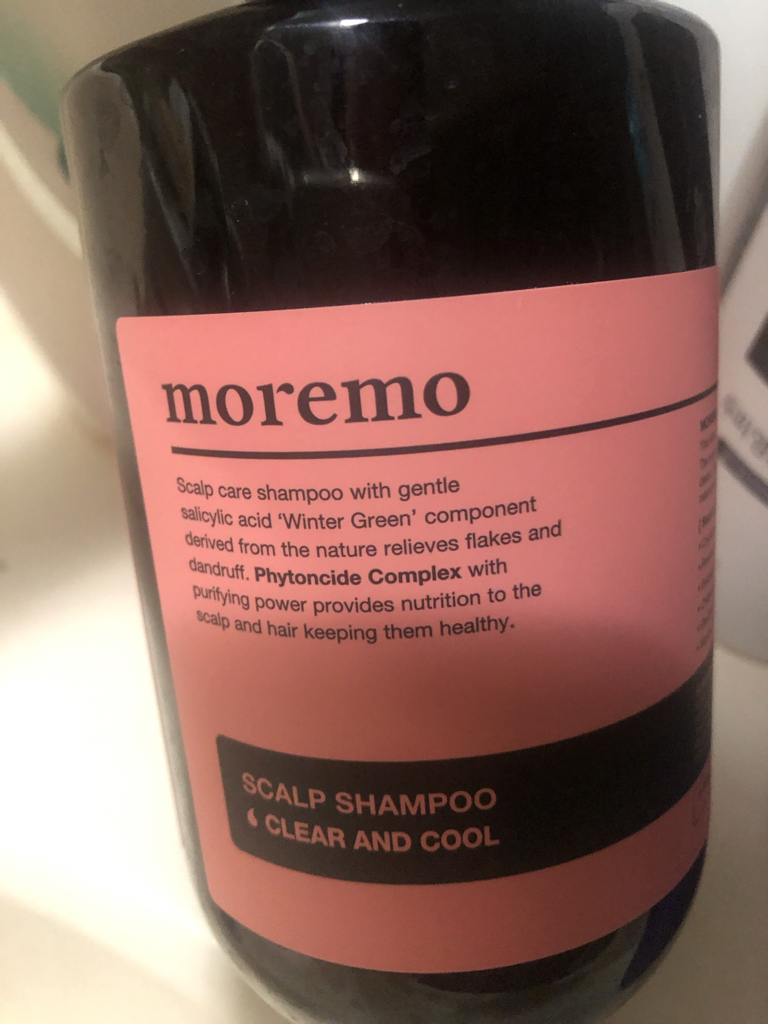 moremo
Scalp care shampoo with gentle
salicylic acid ‘Winter Green’ component
derived from the nature relieves flakes and
dandruff. Phytoncide Complex with
purifying power provides nutrition to the
scalp and hair keeping them healthy.
SCALP SHAMPOO
CLEAR AND COOL